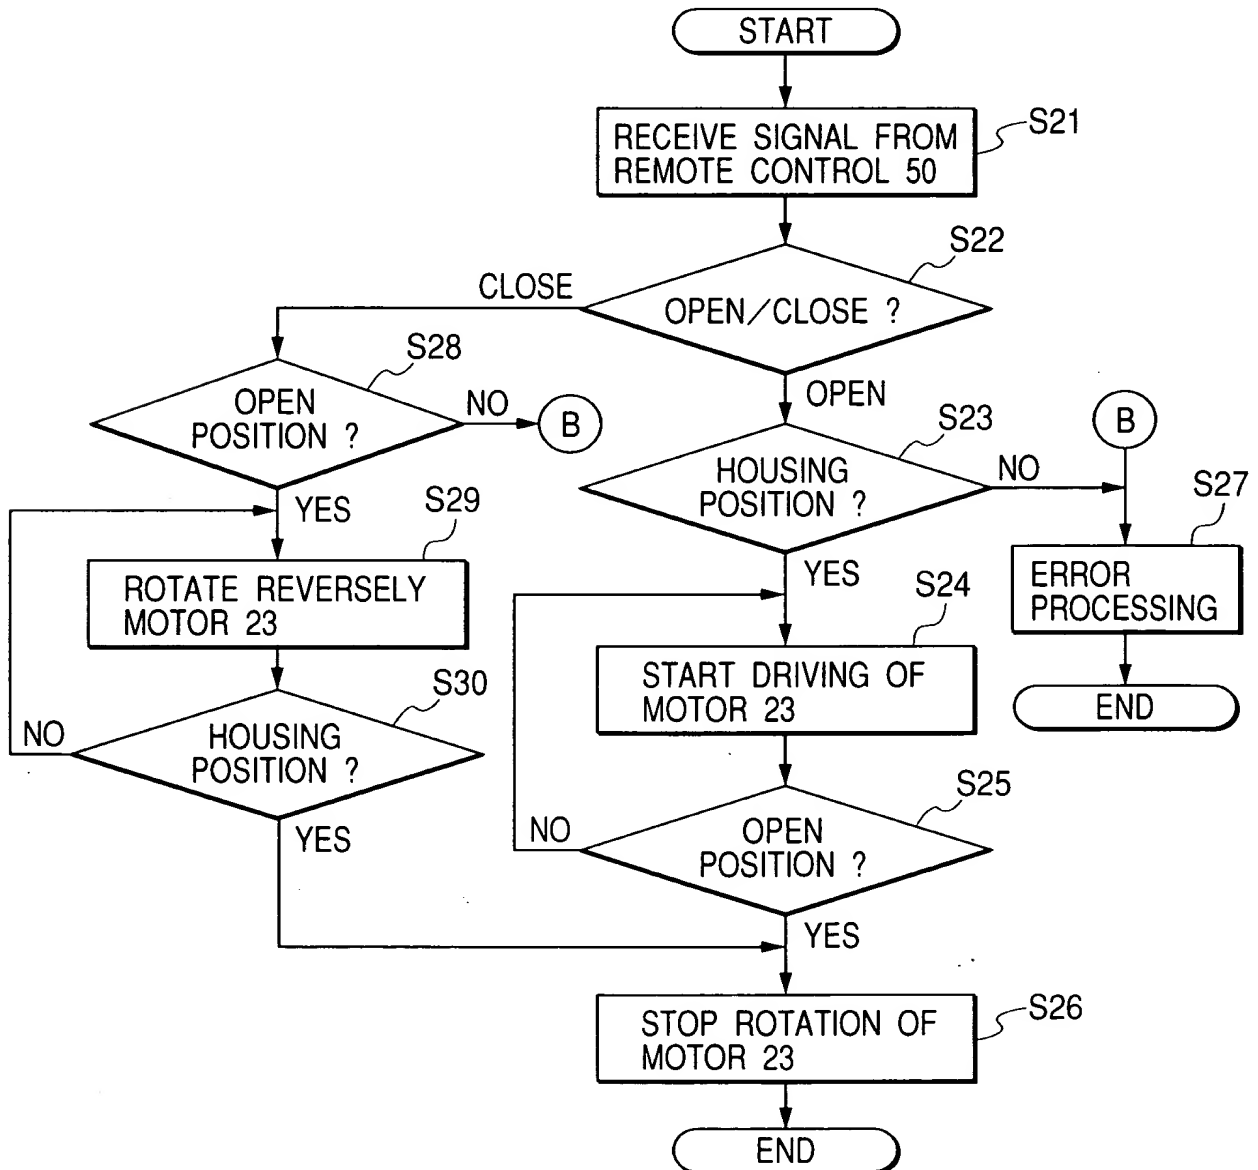 START
RECEIVE SIGNAL FROM
REMOTE CONTROL 50
S21
S22
OPEN/CLOSE ?
CLOSE
OPEN
S28
OPEN
POSITION ?
NO
B
YES
S23
HOUSING
POSITION ?
NO
B
YES
S27
ERROR
PROCESSING
END
S29
ROTATE REVERSELY
MOTOR 23
S24
START DRIVING OF
MOTOR 23
S30
HOUSING
POSITION ?
NO
YES
S25
OPEN
POSITION ?
NO
YES
S26
STOP ROTATION OF
MOTOR 23
END